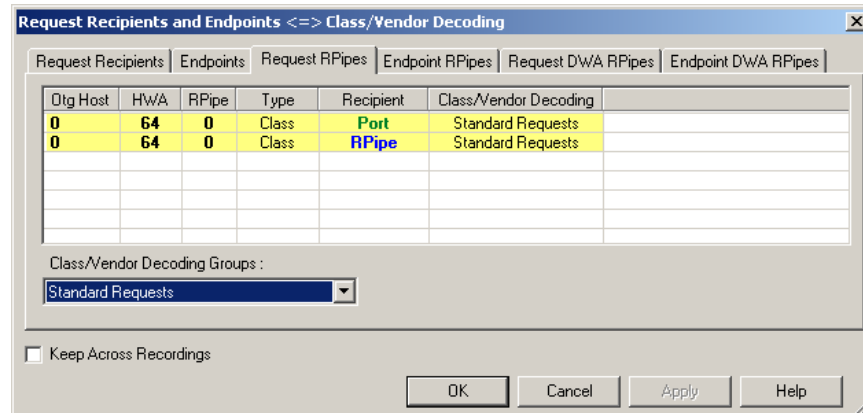 Request Recipients and Endpoints <=> Class/Vendor Decoding
Request Recipients Endpoints Request RPipes Endpoint RPipes Request DWA RPipes Endpoint DWA RPipes
Otg Host HWA RPipe Type Recipient Class/Vendor Decoding
0 64 0 Class Port Standard Requests
0 64 0 Class RPipe Standard Requests
Class/Vendor Decoding Groups :
Standard Requests
Keep Across Recordings
OK Cancel Apply Help